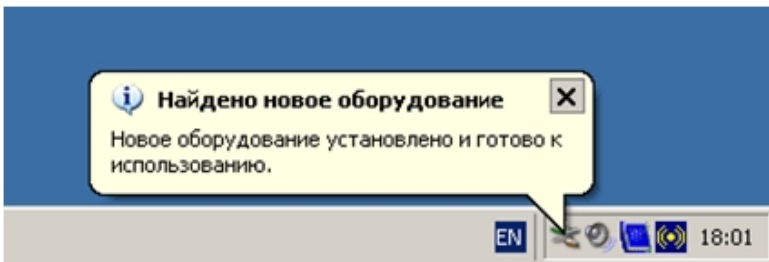 Найдено новое оборудование
Новое оборудование установлено и готово к
использованию.
EN 18:01